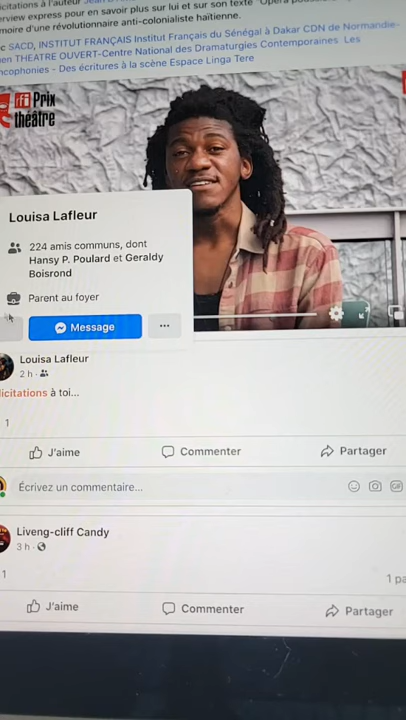 icitations à l'auteur Jean D
erview express pour en savoir plus sur lui et sur son texte "Opéra
moire d'une révolutionnaire anti-colonialiste haïtienne.
c SACD, INSTITUT FRANÇAIS Institut Français du Sénégal à Dakar CDN de Normandie-
en THEATRE OUVERT-Centre National des Dramaturgies Contemporaines Les
ncophonies - Des écritures à la scène Espace Linga Tere
rfi Prix
théâtre
Louisa Lafleur
224 amis communs, dont
Hansy P. Poulard et Geraldy
Boisrond
Parent au foyer
Message
Louisa Lafleur
2 h
icitations à toi...
1
J'aime
Commenter
Partager
Écrivez un commentaire...
GIF
Liveng-cliff Candy
3 h
1
1 pa
J'aime
Commenter
Partager